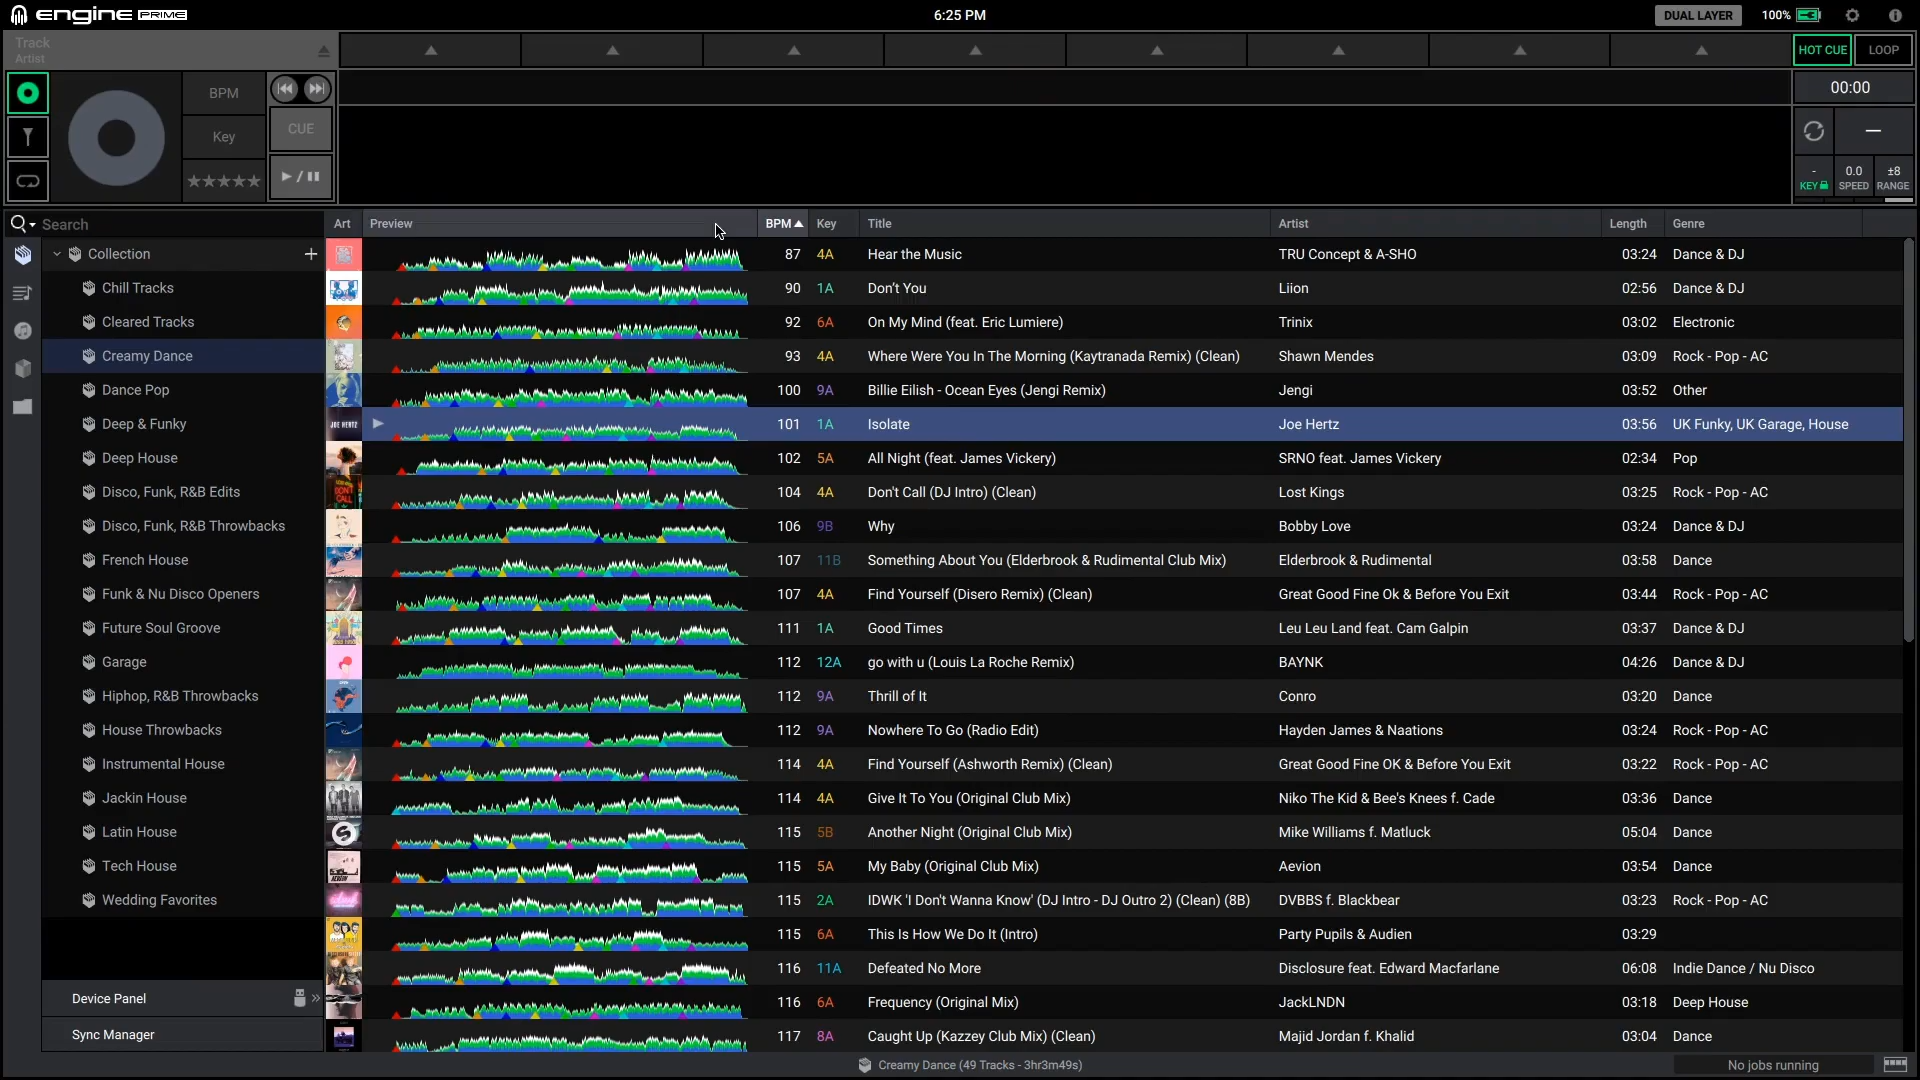 engine PRIME
6:25 PM
DUAL LAYER
100%
Track
Artist
HOT CUE
LOOP
BPM
Key
CUE
00:00
-
KEY
0.0
SPEED
±8
RANGE
Search
Art Preview BPM Key Title Artist Length Genre
Collection
Chill Tracks
Cleared Tracks
Creamy Dance
Dance Pop
Deep & Funky
Deep House
Disco, Funk, R&B Edits
Disco, Funk, R&B Throwbacks
French House
Funk & Nu Disco Openers
Future Soul Groove
Garage
Hiphop, R&B Throwbacks
House Throwbacks
Instrumental House
Jackin House
Latin House
Tech House
Wedding Favorites
Device Panel
Sync Manager
87 4A Hear the Music TRU Concept & A-SHO 03:24 Dance & DJ
90 1A Don't You Liion 02:56 Dance & DJ
92 6A On My Mind (feat. Eric Lumiere) Trinix 03:02 Electronic
93 4A Where Were You In The Morning (Kaytranada Remix) (Clean) Shawn Mendes 03:09 Rock - Pop - AC
100 9A Billie Eilish - Ocean Eyes (Jengi Remix) Jengi 03:52 Other
JOE HERTZ 101 1A Isolate Joe Hertz 03:56 UK Funky, UK Garage, House
102 5A All Night (feat. James Vickery) SRNO feat. James Vickery 02:34 Pop
104 4A Don't Call (DJ Intro) (Clean) Lost Kings 03:25 Rock - Pop - AC
106 9B Why Bobby Love 03:24 Dance & DJ
107 11B Something About You (Elderbrook & Rudimental Club Mix) Elderbrook & Rudimental 03:58 Dance
107 4A Find Yourself (Disero Remix) (Clean) Great Good Fine Ok & Before You Exit 03:44 Rock - Pop - AC
111 1A Good Times Leu Leu Land feat. Cam Galpin 03:37 Dance & DJ
112 12A go with u (Louis La Roche Remix) BAYNK 04:26 Dance & DJ
112 9A Thrill of It Conro 03:20 Dance
112 9A Nowhere To Go (Radio Edit) Hayden James & Naations 03:24 Rock - Pop - AC
114 4A Find Yourself (Ashworth Remix) (Clean) Great Good Fine OK & Before You Exit 03:22 Rock - Pop - AC
114 4A Give It To You (Original Club Mix) Niko The Kid & Bee's Knees f. Cade 03:36 Dance
115 5B Another Night (Original Club Mix) Mike Williams f. Matluck 05:04 Dance
115 5A My Baby (Original Club Mix) Aevion 03:54 Dance
115 2A IDWK 'I Don't Wanna Know' (DJ Intro - DJ Outro 2) (Clean) (8B) DVBBS f. Blackbear 03:23 Rock - Pop - AC
115 6A This Is How We Do It (Intro) Party Pupils & Audien 03:29
116 11A Defeated No More Disclosure feat. Edward Macfarlane 06:08 Indie Dance / Nu Disco
116 6A Frequency (Original Mix) JackLNDN 03:18 Deep House
117 8A Caught Up (Kazzey Club Mix) (Clean) Majid Jordan f. Khalid 03:04 Dance
Creamy Dance (49 Tracks - 3hr3m49s)
No jobs running